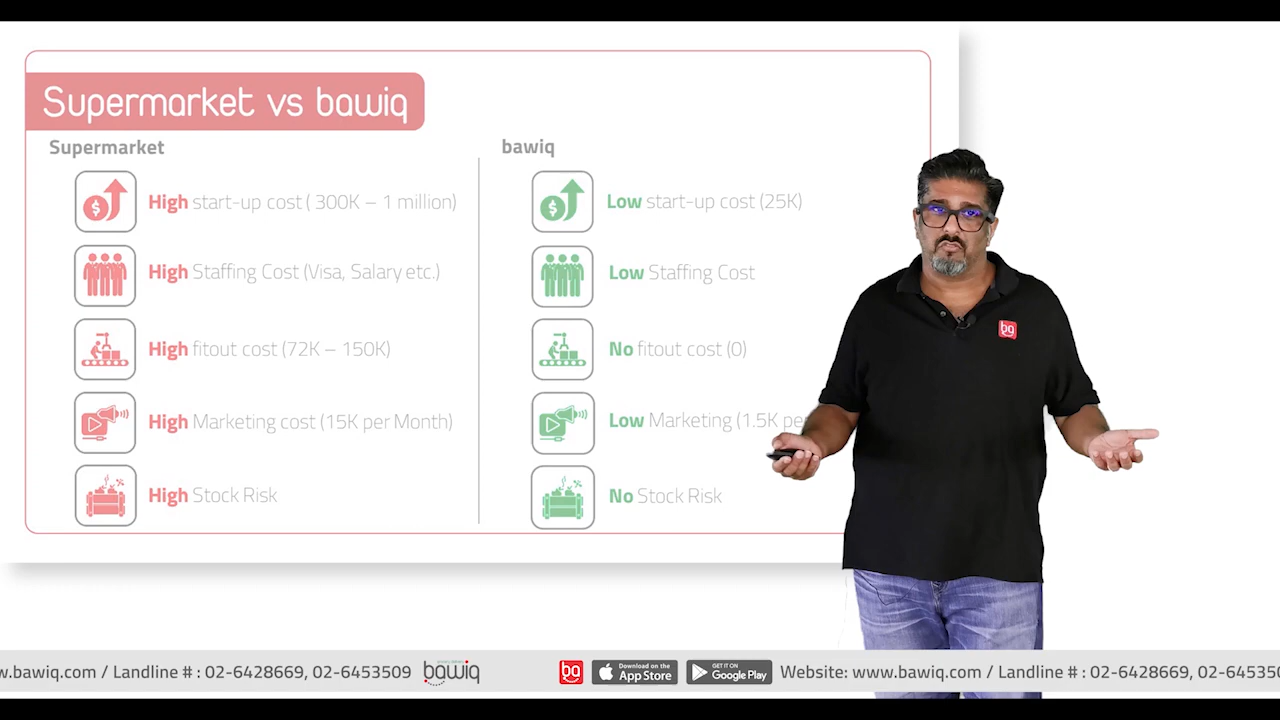 Supermarket vs bawiq
Supermarket
High start-up cost ( 300K – 1 million)
High Staffing Cost (Visa, Salary etc.)
High fitout cost (72K – 150K)
High Marketing cost (15K per Month)
High Stock Risk
bawiq
Low start-up cost (25K)
Low Staffing Cost
No fitout cost (0)
Low Marketing (1.5K per
No Stock Risk
bq
w.bawiq.com / Landline # : 02-6428669, 02-6453509 bawiq bq Download on the App Store GET IT ON Google Play Website: www.bawiq.com / Landline # : 02-6428669, 02-64535